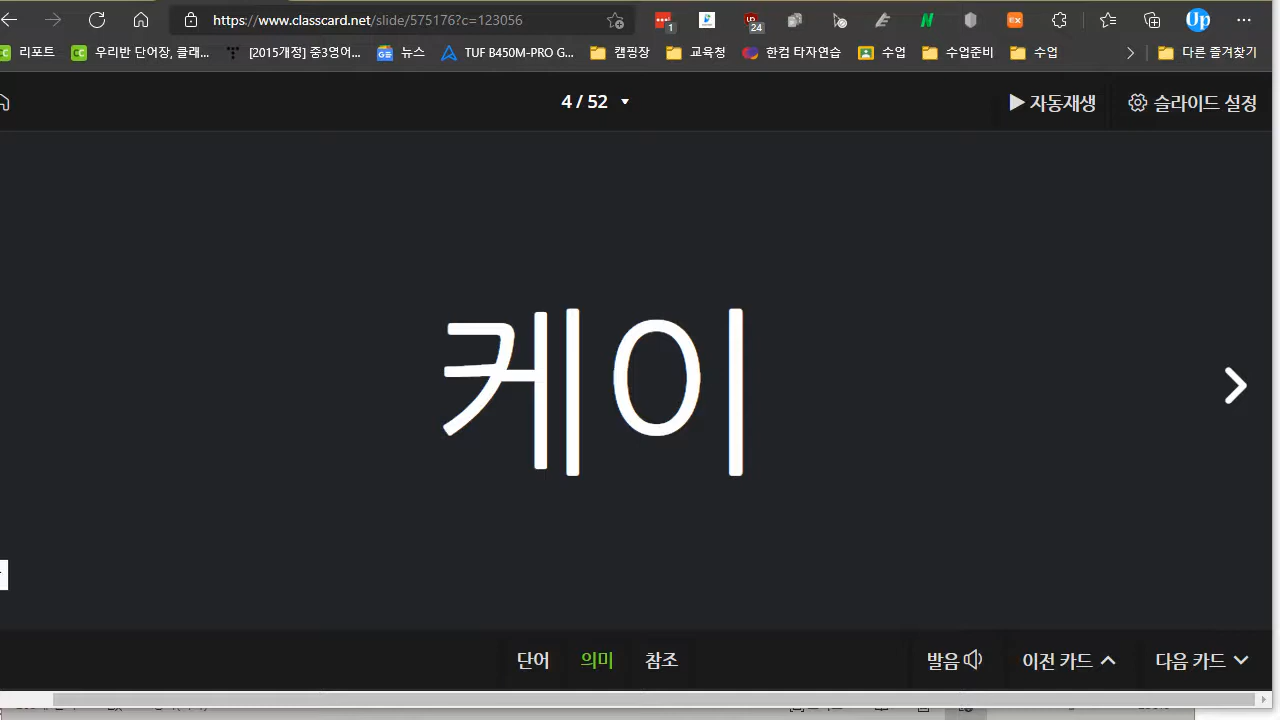 https://www.classcard.net/slide/575176?c=123056
1
24
EX
Up
리포트 우리반 단어장, 클래... [2015개정] 중3영어... 뉴스 TUF B450M-PRO G... 캠핑장 교육청 한컴 타자연습 수업 수업준비 수업 다른 즐겨찾기
4 / 52 자동재생 슬라이드 설정
케이
단어 의미 참조 발음 이전 카드 다음 카드